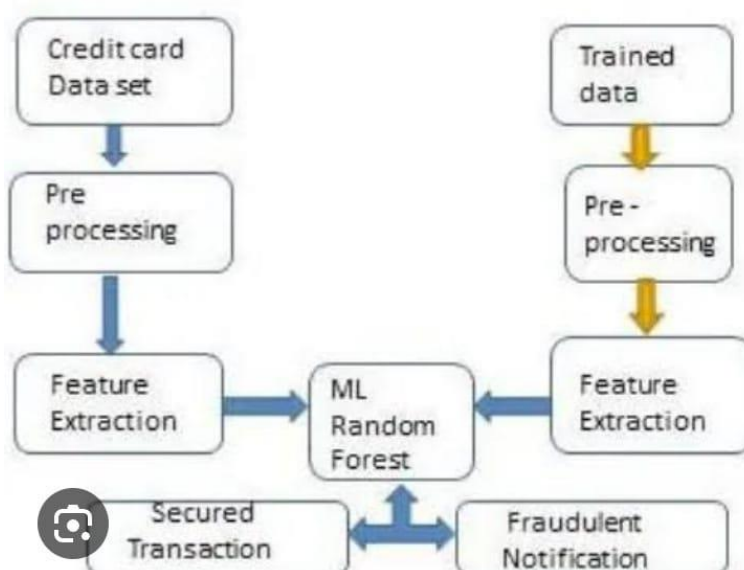 Credit card
Data set
Trained
data
Pre
processing
Pre -
processing
Feature
Extraction
ML
Random
Forest
Feature
Extraction
Secured
Transaction
Fraudulent
Notification